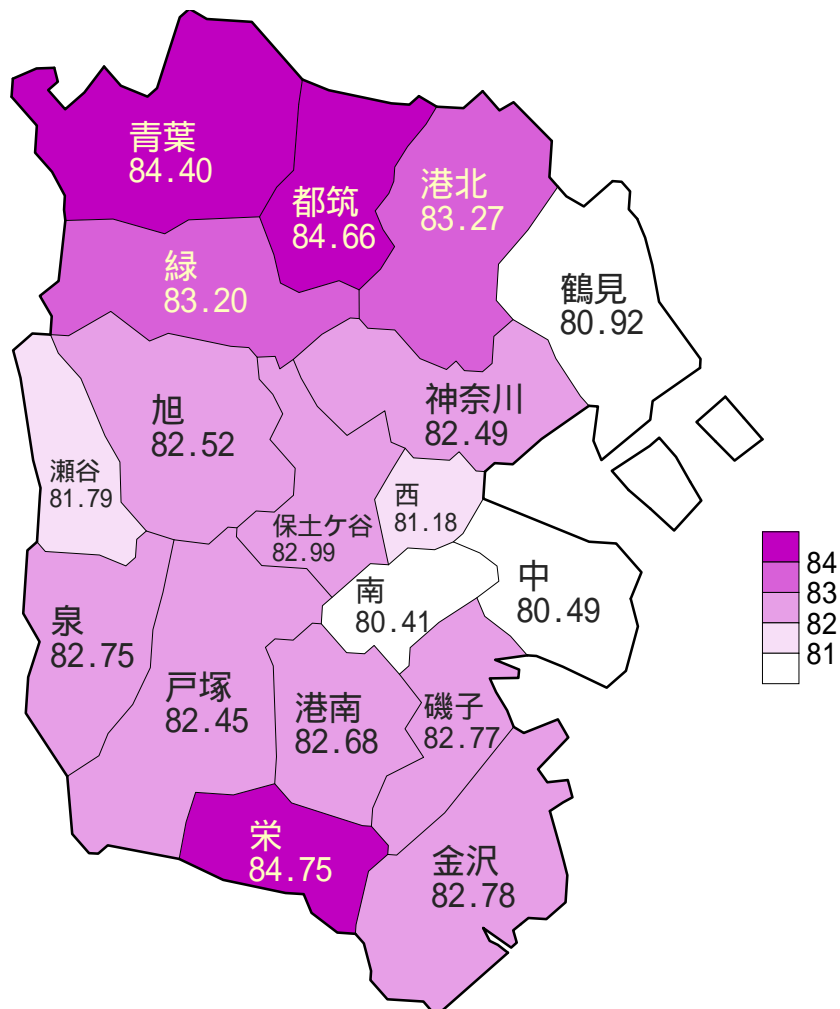 青葉
84.40
都筑
84.66
港北
83.27
緑
83.20
鶴見
80.92
旭
82.52
神奈川
82.49
瀬谷
81.79
西
81.18
保土ケ谷
82.99
南
80.41
中
80.49
泉
82.75
戸塚
82.45
港南
82.68
磯子
82.77
栄
84.75
金沢
82.78
84
83
82
81